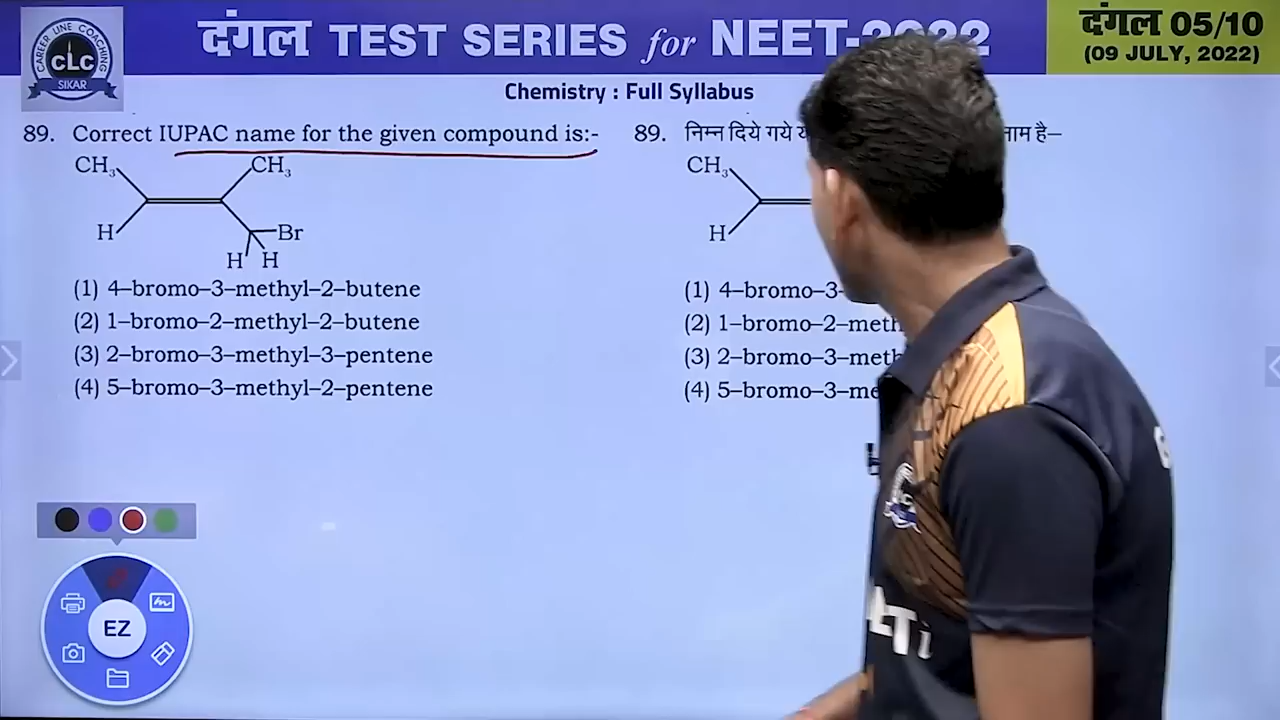 दंगल TEST SERIES for NEET-2022
दंगल 05/10
(09 JULY, 2022)
CAREER LINE COACHING
CLC
SIKAR
Chemistry : Full Syllabus
89. Correct IUPAC name for the given compound is:-
CH₃ CH₃
H Br
H H
(1) 4–bromo–3–methyl–2–butene
(2) 1–bromo–2–methyl–2–butene
(3) 2–bromo–3–methyl–3–pentene
(4) 5–bromo–3–methyl–2–pentene
89. निम्न दिये गये नाम है–
CH₃
H
(1) 4–bromo–3–
(2) 1–bromo–2–meth
(3) 2–bromo–3–meth
(4) 5–bromo–3–me
EZ